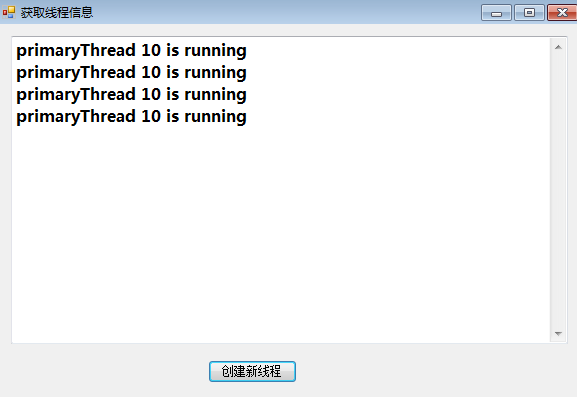 获取线程信息
primaryThread 10 is running
primaryThread 10 is running
primaryThread 10 is running
primaryThread 10 is running
创建新线程